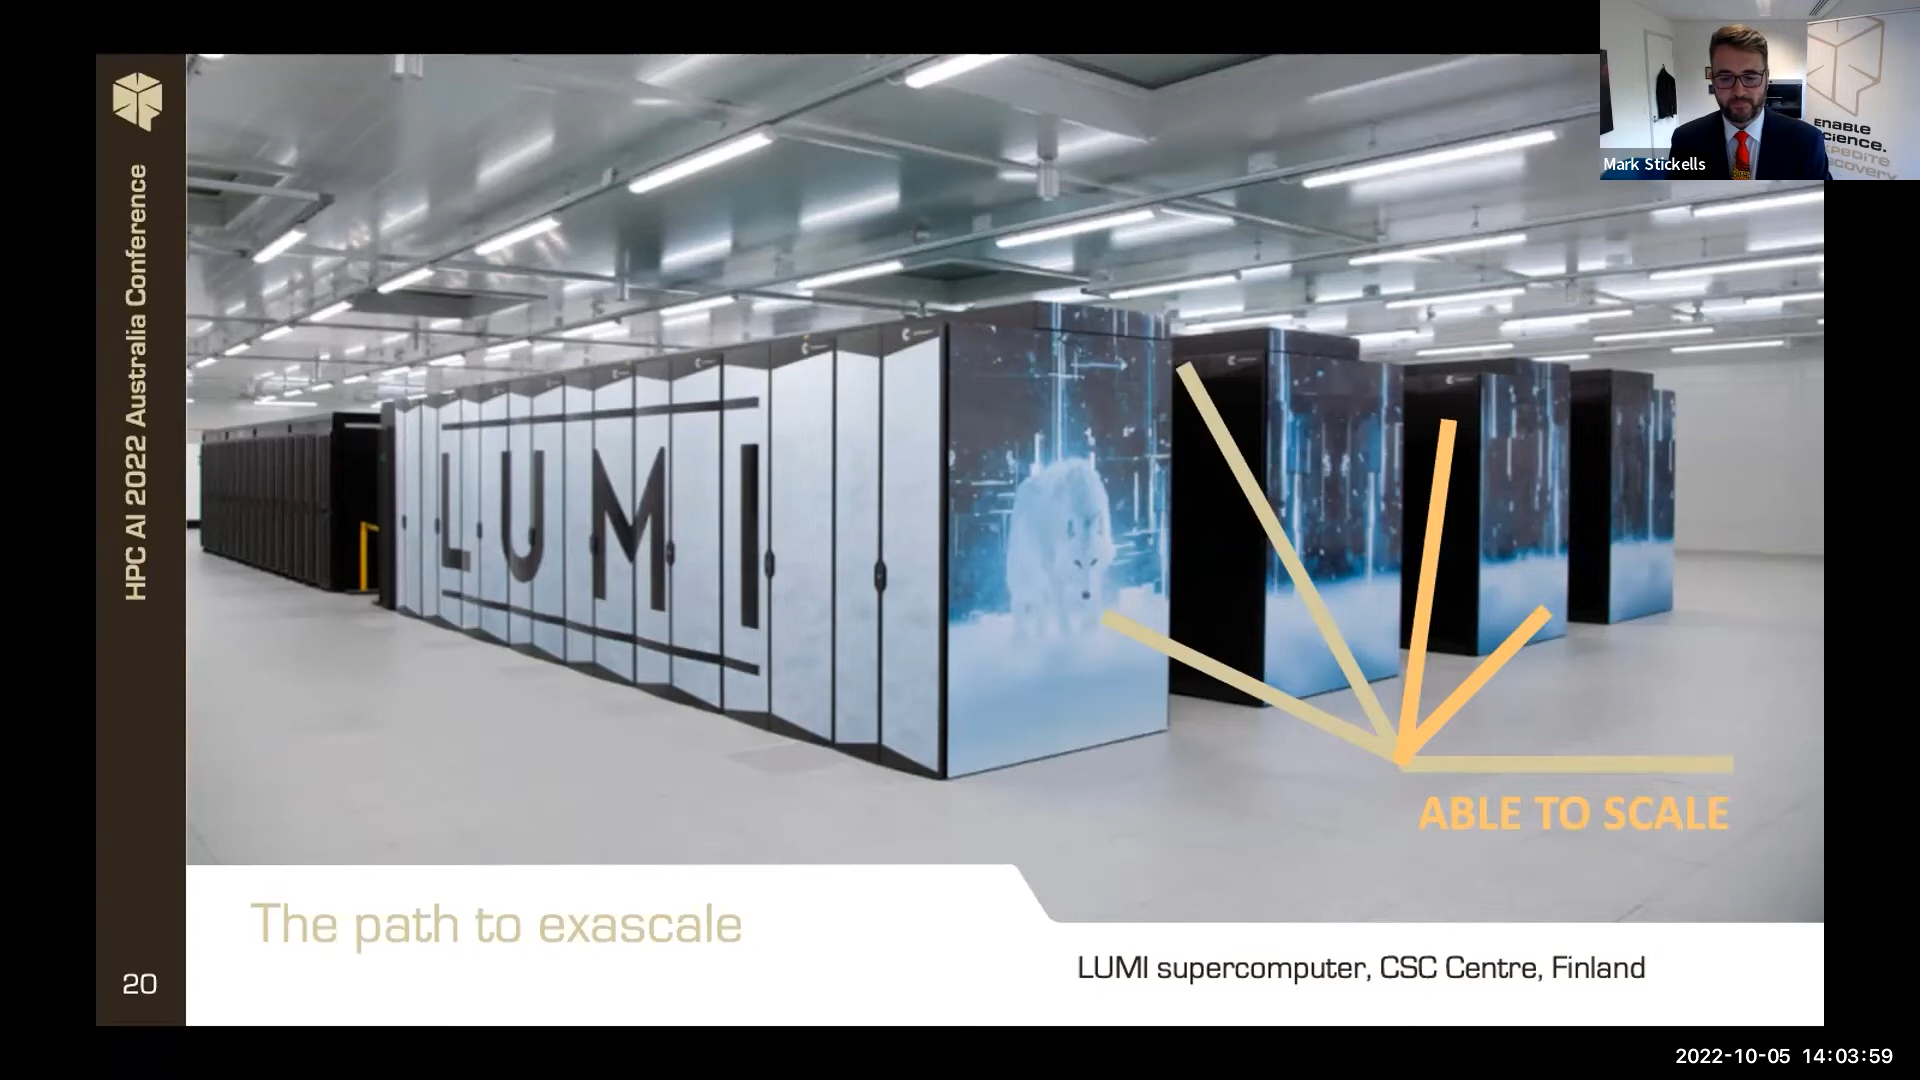 HPC AI 2022 Australia Conference
LUMI
ABLE TO SCALE
The path to exascale
LUMI supercomputer, CSC Centre, Finland
20
Mark Stickells
ENABLE
SCIENCE.
2022-10-05 14:03:59